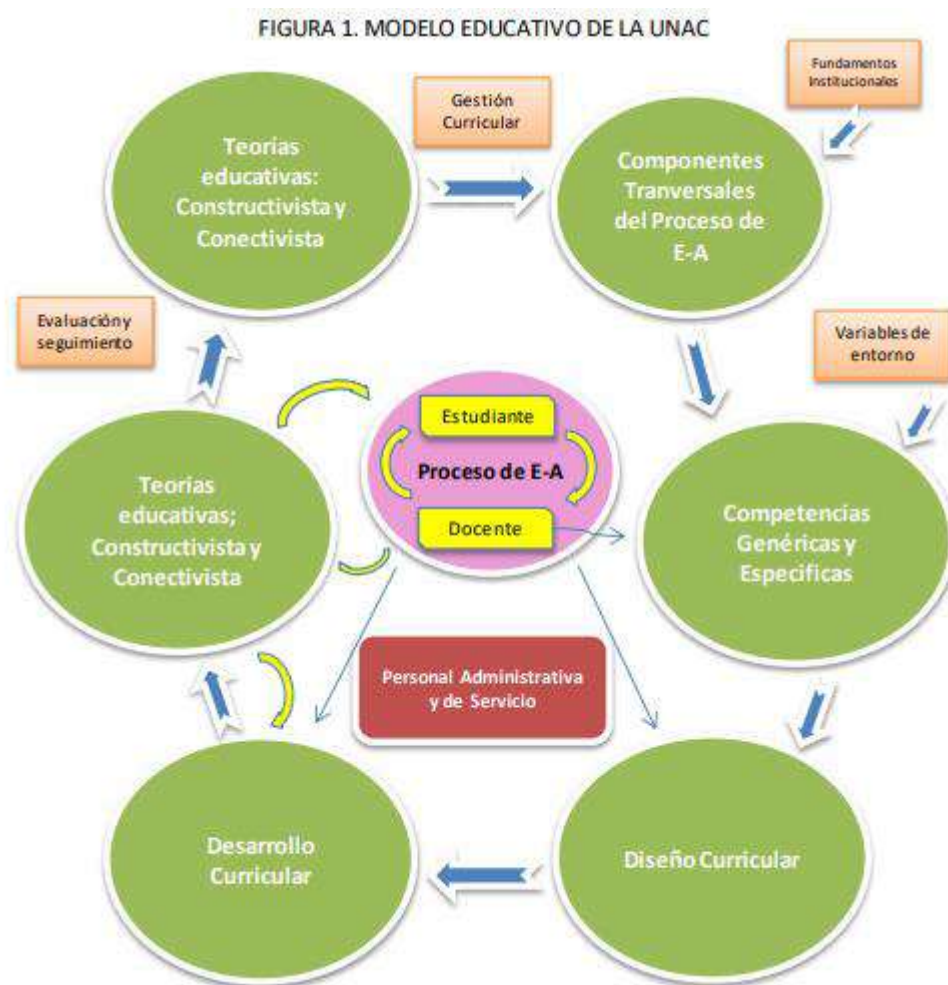 FIGURA 1. MODELO EDUCATIVO DE LA UNAC
Fundamentos
Institucionales
Gestión
Curricular
Teorías
educativas:
Constructivista y
Conectivista
Componentes
Tranversales
del Proceso de
E-A
Evaluación y
seguimiento
Variables de
entorno
Estudiante
Proceso de E-A
Docente
Teorías
educativas;
Constructivista y
Conectivista
Competencias
Genéricas y
Especificas
Personal Administrativa
y de Servicio
Desarrollo
Curricular
Diseño Curricular